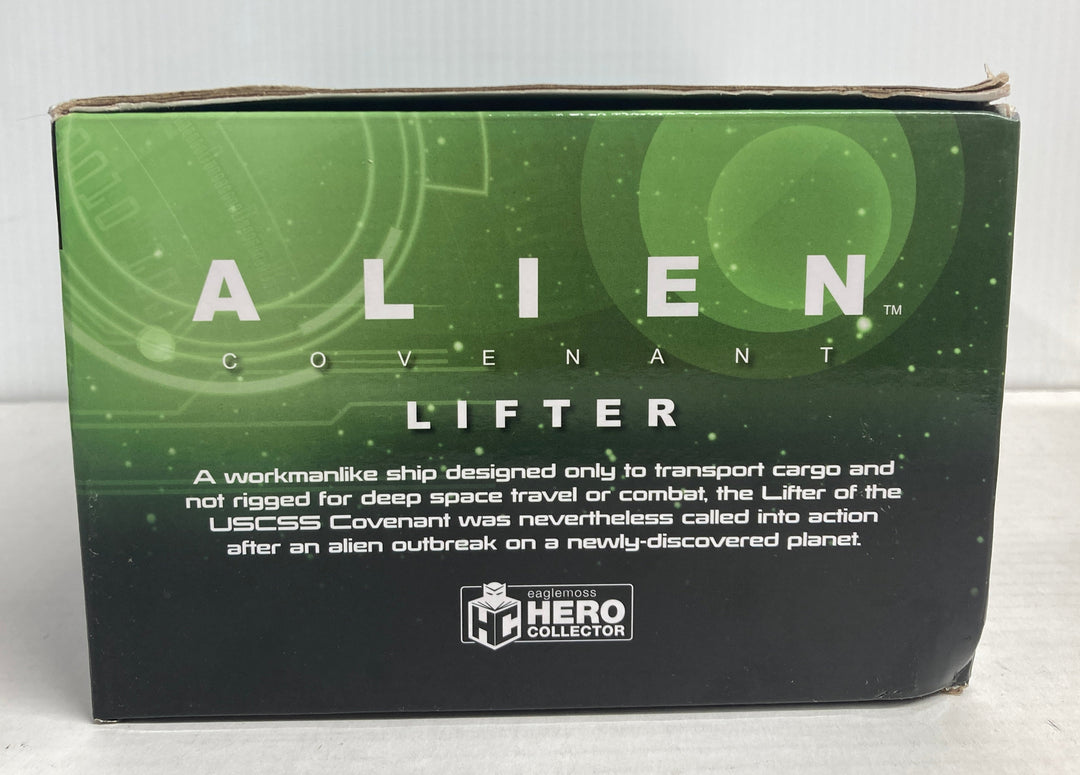 ALIEN™
COVENANT
LIFTER
A workmanlike ship designed only to transport cargo and
not rigged for deep space travel or combat, the Lifter of the
USCSS Covenant was nevertheless called into action
after an alien outbreak on a newly-discovered planet.
eaglemoss
HC HERO
COLLECTOR